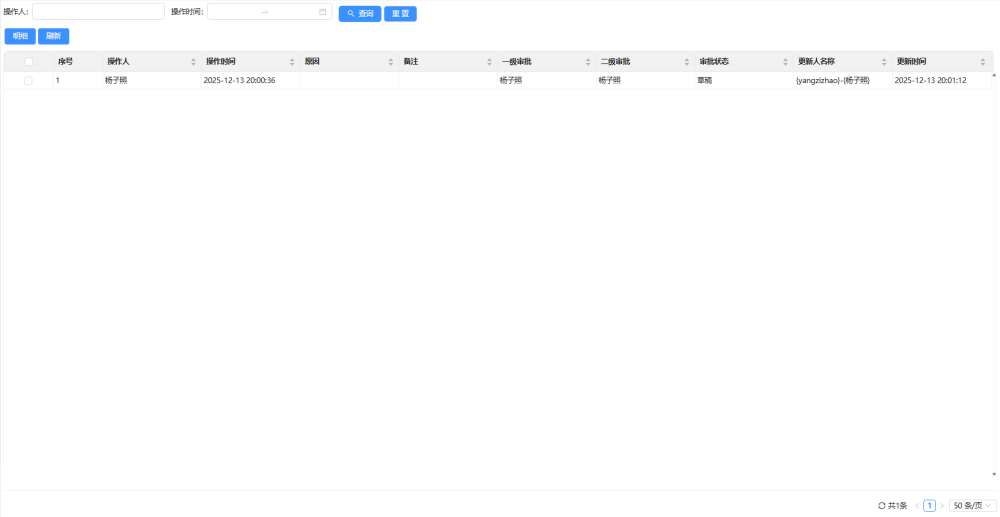 操作人: 操作时间: → 查询 重置
明细 刷新
序号 操作人 操作时间 原因 备注 一级审批 二级审批 审批状态 更新人名称 更新时间
1 杨子照 2025-12-13 20:00:36 杨子照 杨子照 草稿 {yangzizhao}-{杨子照} 2025-12-13 20:01:12
共1条 1 50 条/页